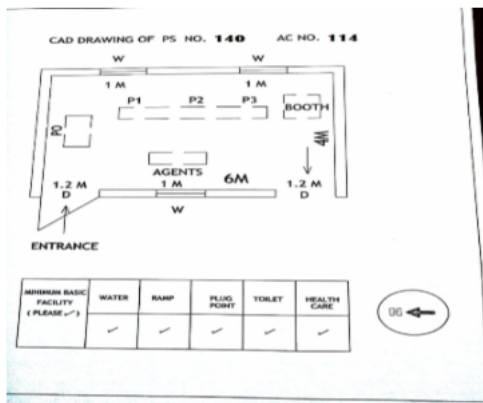 CAD DRAWING OF PS NO. 140 AC NO. 114
W W
1 M 1 M
P1 P2 P3
BOOTH
PO
4M
AGENTS
6M
1.2 M 1 M 1.2 M
D D
W
ENTRANCE
MINIMUM BASIC FACILITY ( PLEASE ✓ ) WATER RAMP PLUG POINT TOILET HEALTH CARE
✓ ✓ ✓ ✓ ✓